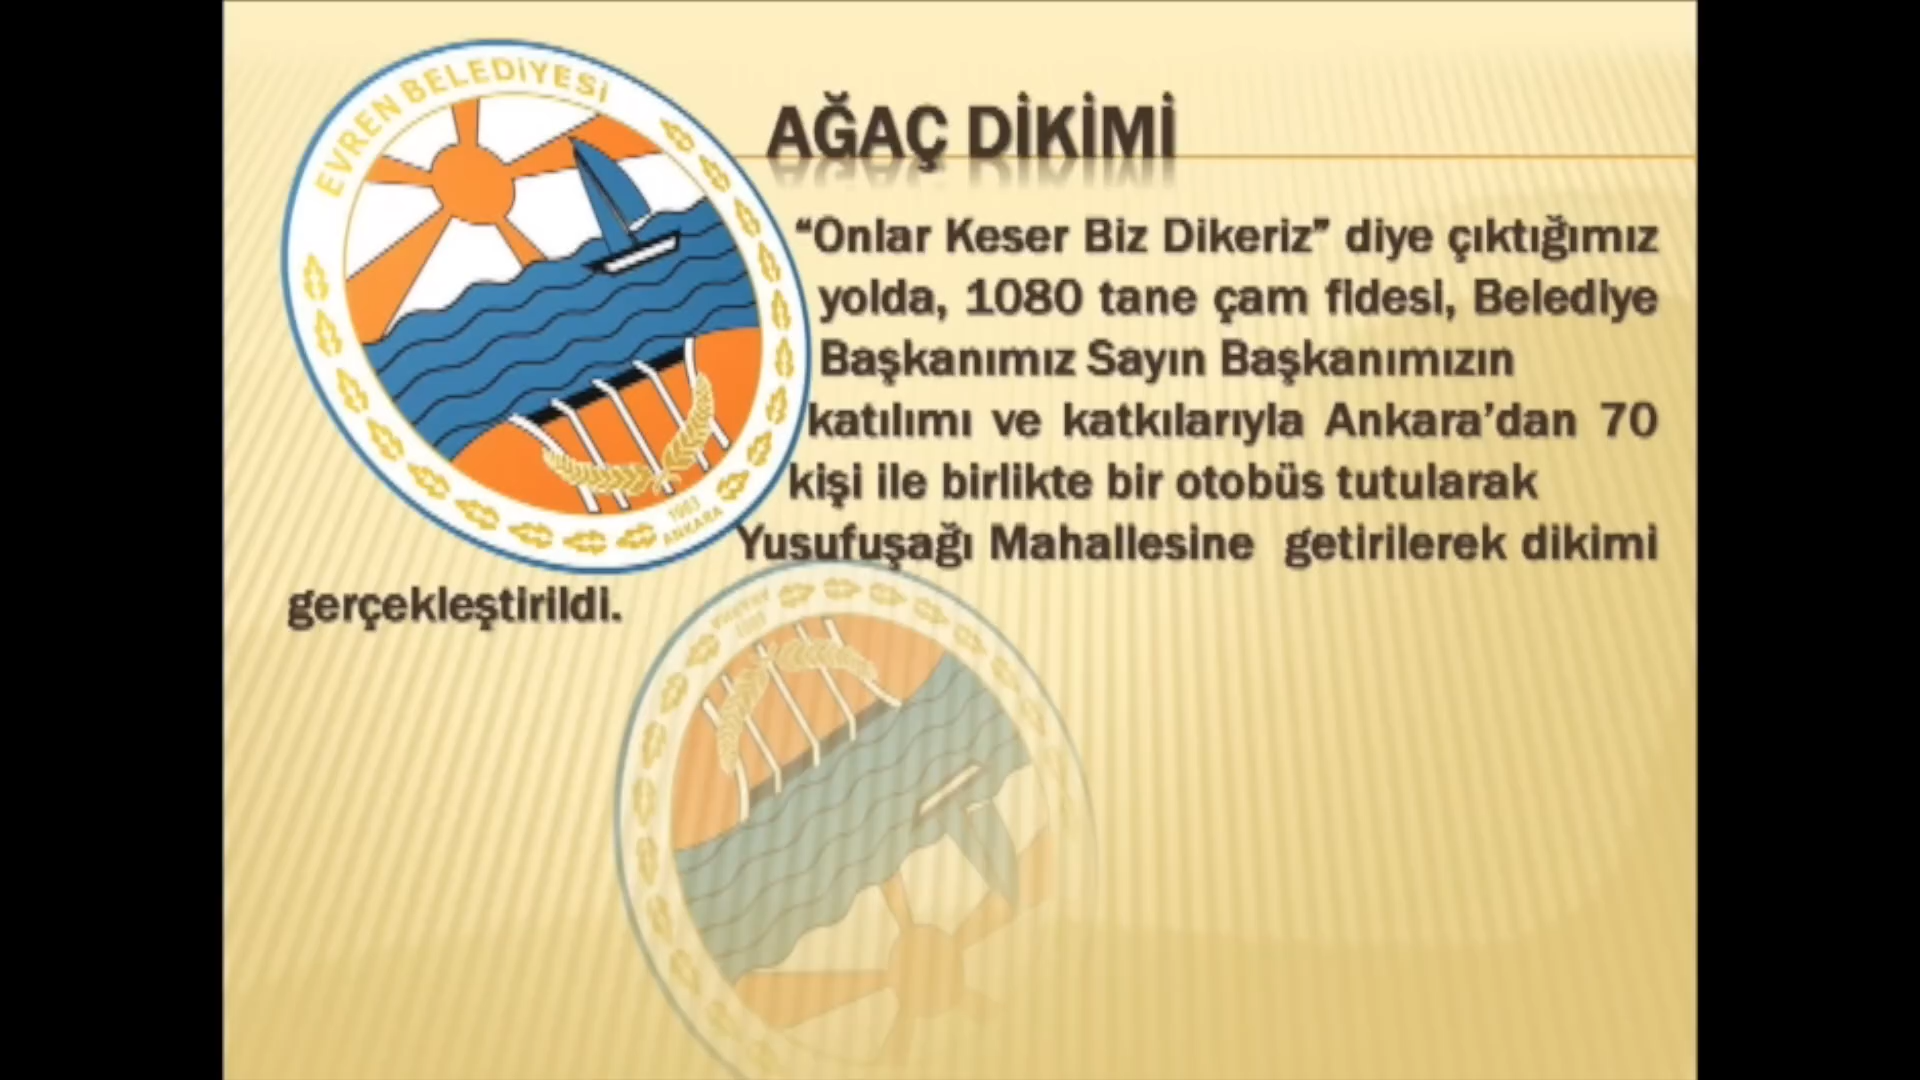 EVREN BELEDİYESİ
1963
ANKARA
AĞAÇ DİKİMİ
“Onlar Keser Biz Dikeriz” diye çıktığımız
yolda, 1080 tane çam fidesi, Belediye
Başkanımız Sayın Başkanımızın
katılımı ve katkılarıyla Ankara’dan 70
kişi ile birlikte bir otobüs tutularak
Yusufuşağı Mahallesine getirilerek dikimi
gerçekleştirildi.